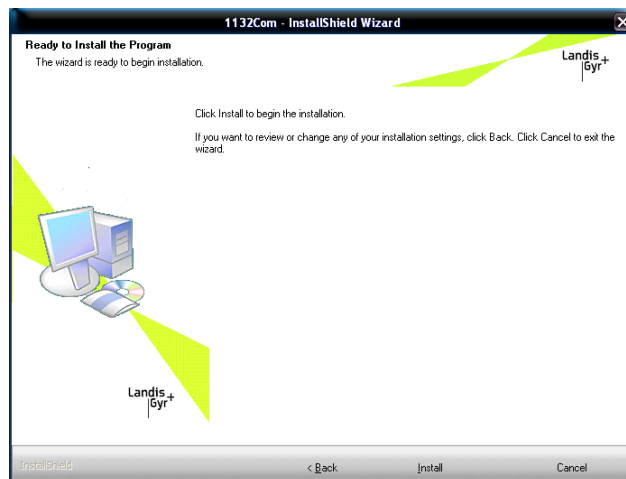 1132Com - InstallShield Wizard
Ready to Install the Program
The wizard is ready to begin installation.
Landis
Gyr+
Click Install to begin the installation.
If you want to review or change any of your installation settings, click Back. Click Cancel to exit the
wizard.
Landis
Gyr+
InstallShield
< Back
Install
Cancel